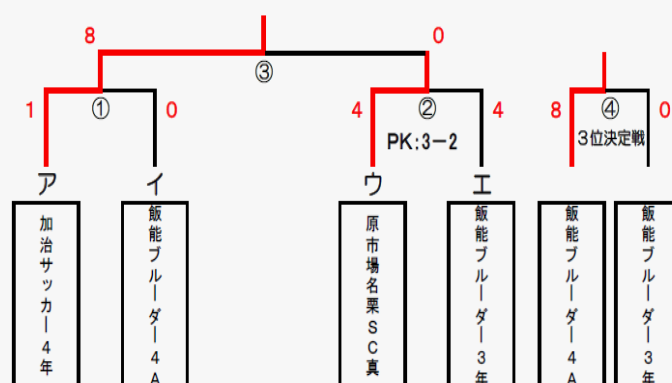 8
0
③
1
①
0
4
②
4
8
④
0
PK:3−2
3位決定戦
ア
イ
ウ
エ
加治サッカー4年
飯能ブルーダー4A
原市場名栗SC真
飯能ブルーダー3年
飯能ブルーダー4A
飯能ブルーダー3年